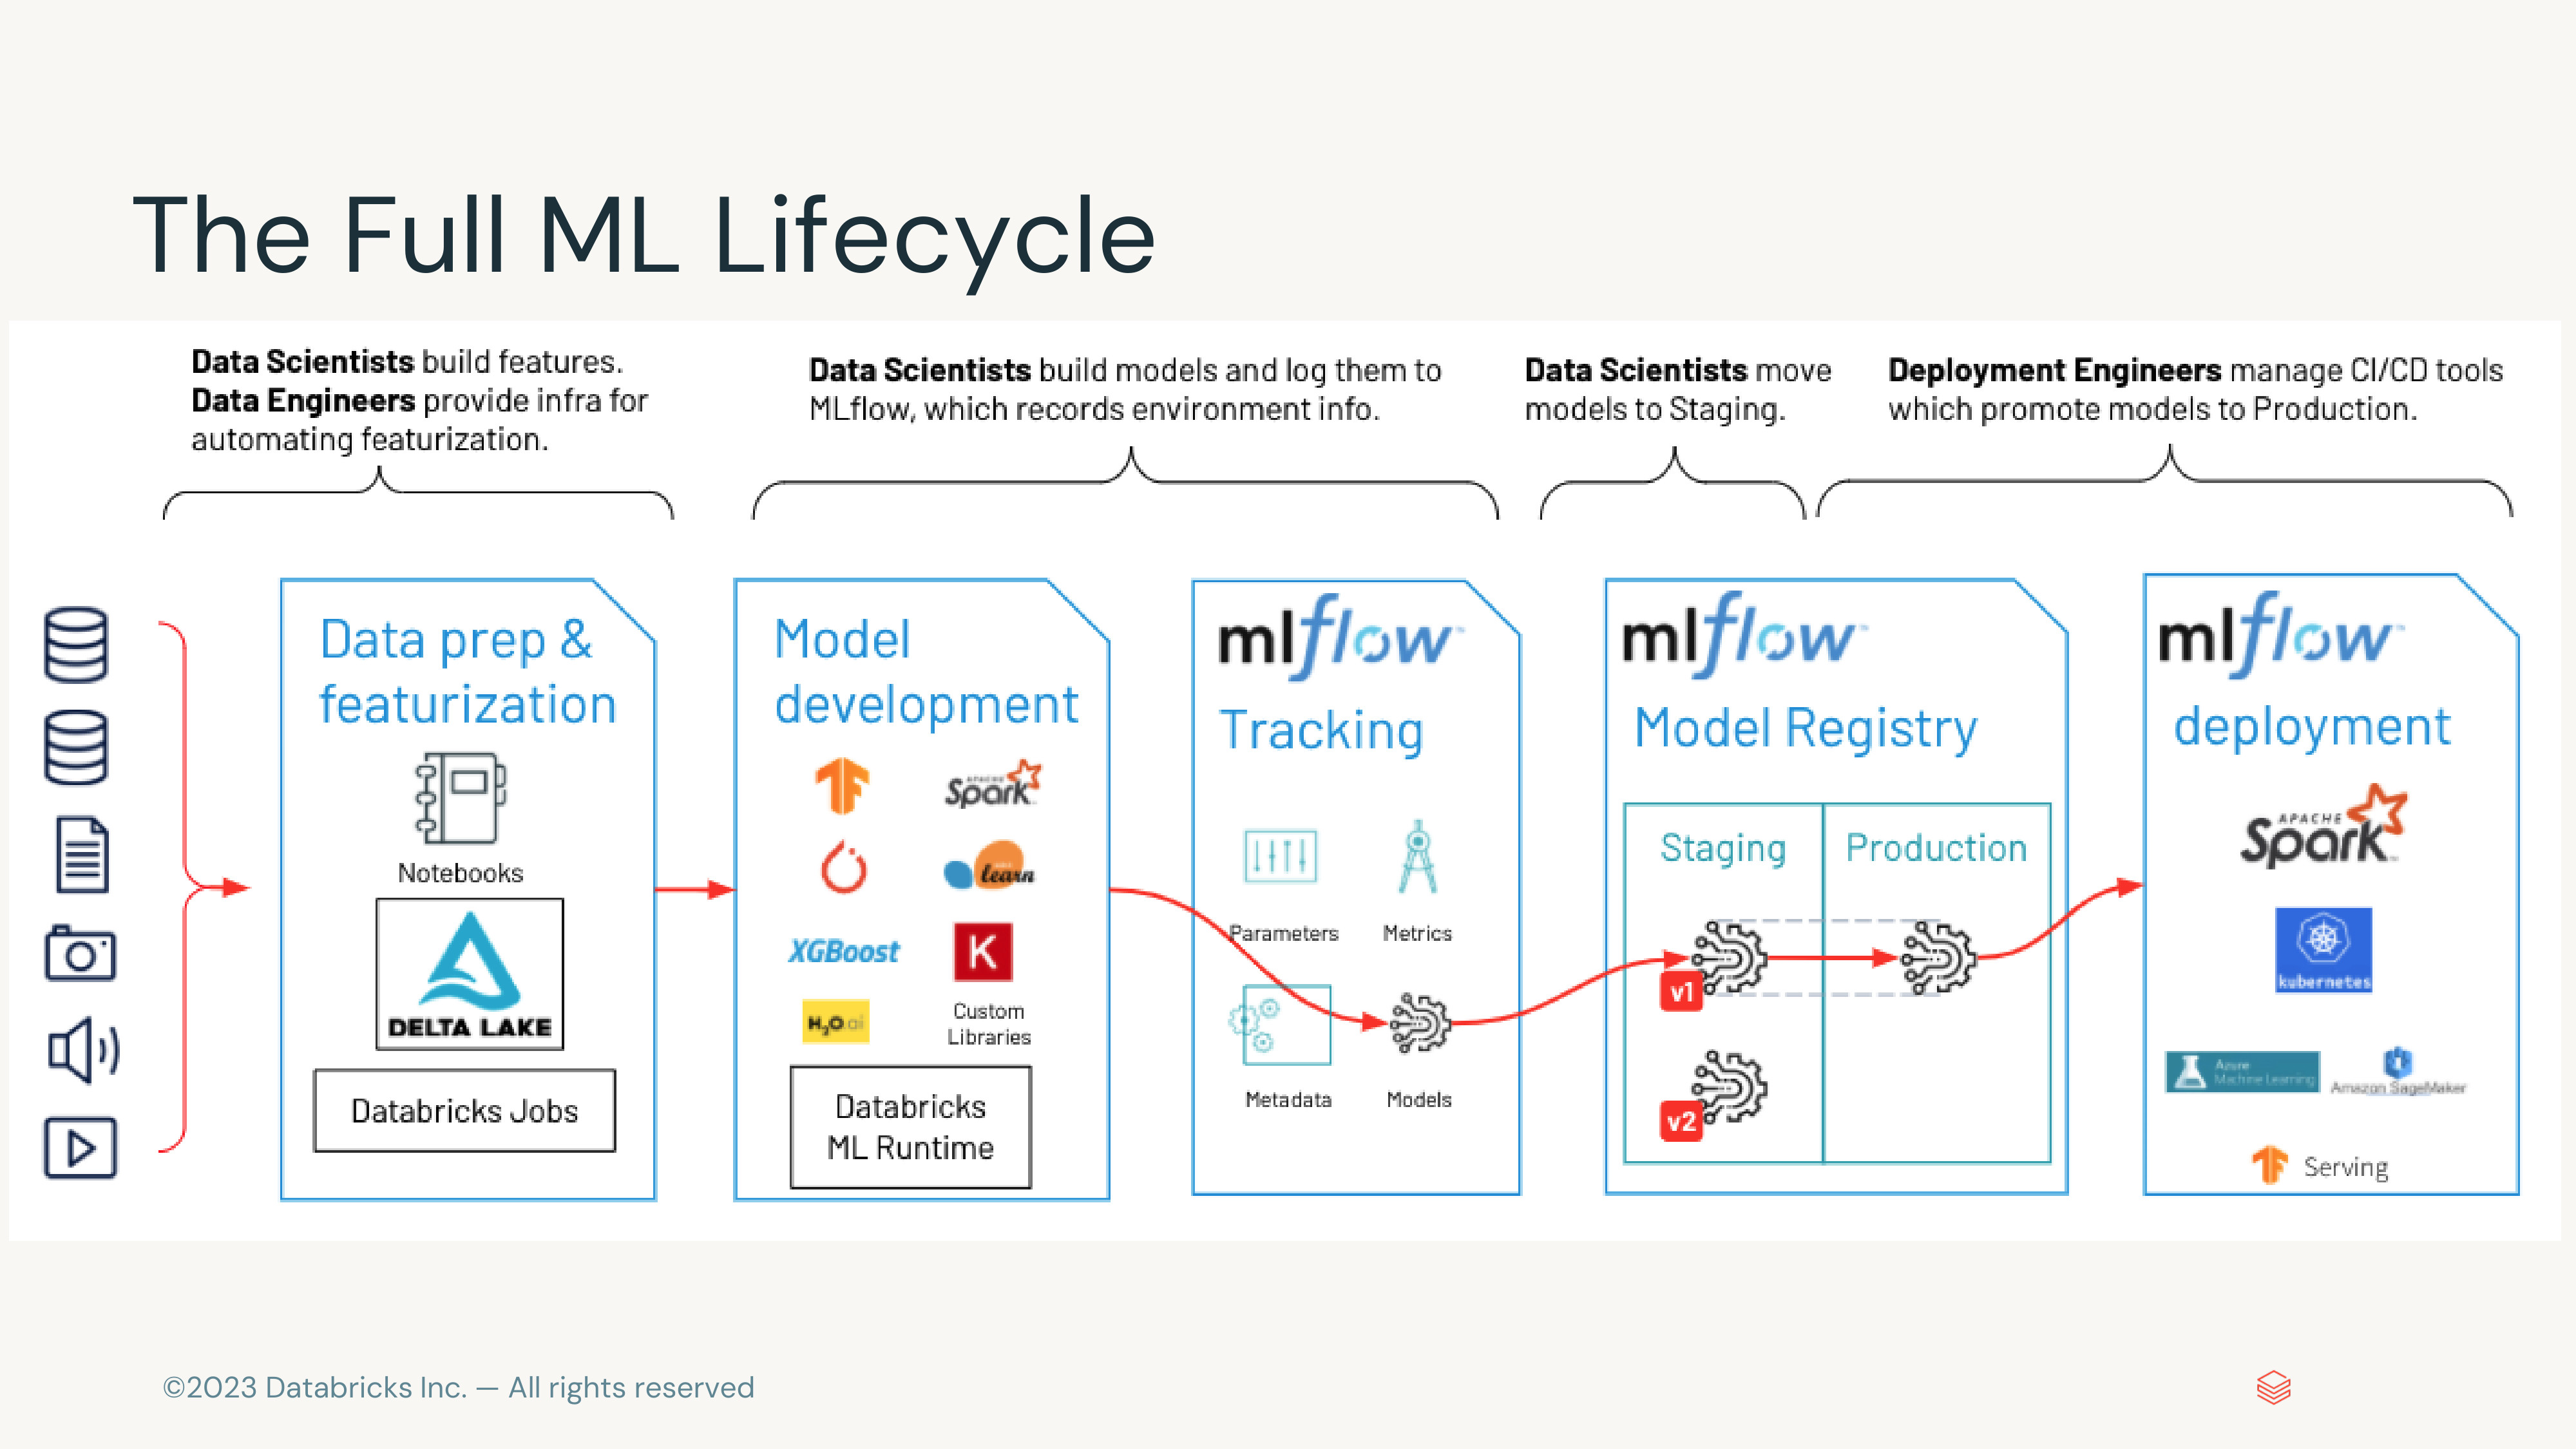 The Full ML Lifecycle
Data Scientists build features.
Data Engineers provide infra for
automating featurization.
Data Scientists build models and log them to
MLflow, which records environment info.
Data Scientists move
models to Staging.
Deployment Engineers manage CI/CD tools
which promote models to Production.
Data prep &
featurization
Notebooks
DELTA LAKE
Databricks Jobs
Model
development
APACHE
Spark
learn
XGBoost
K
H2O.ai
Custom
Libraries
Databricks
ML Runtime
mlflow™
Tracking
Parameters
Metrics
Metadata
Models
mlflow™
Model Registry
Staging
Production
v1
v2
mlflow™
deployment
APACHE
Spark
kubernetes
Azure
Machine Learning
Amazon SageMaker
Serving
©2023 Databricks Inc. — All rights reserved